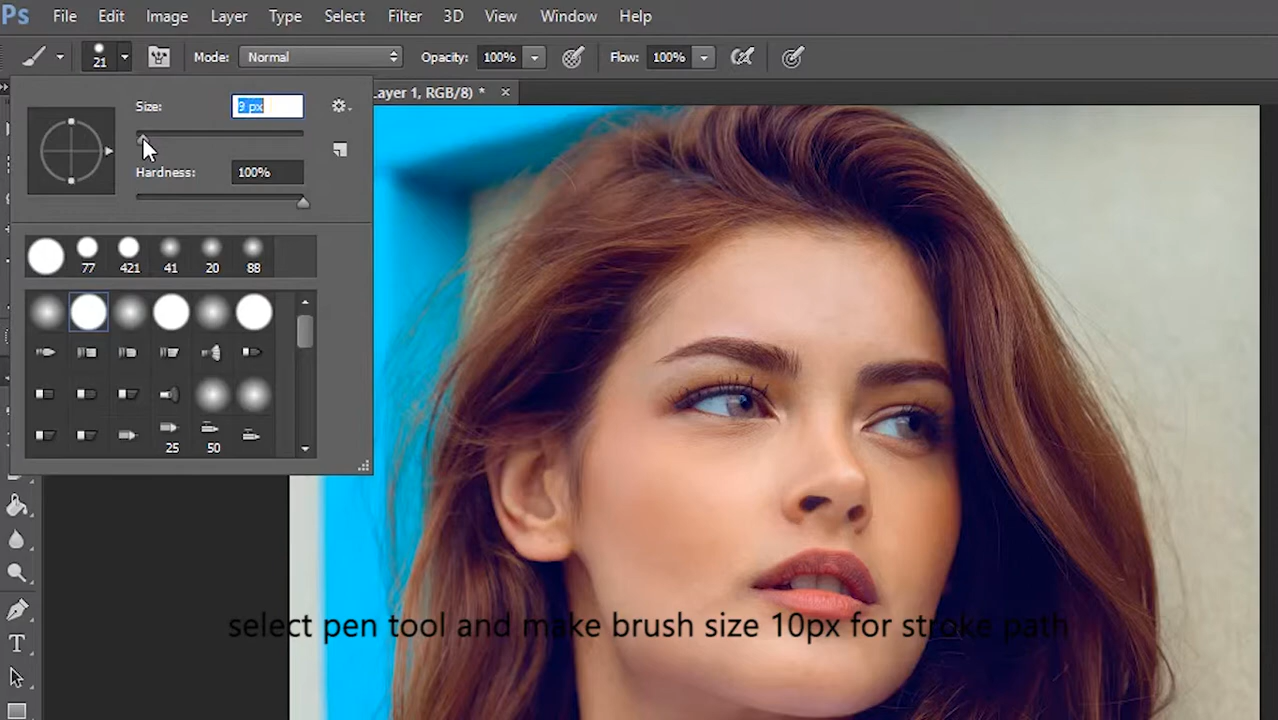 Ps File Edit Image Layer Type Select Filter 3D View Window Help
21 Mode: Normal Opacity: 100% Flow: 100%
Layer 1, RGB/8) * ×
Size: 9 px
Hardness: 100%
77 421 41 20 88
25 50
select pen tool and make brush size 10px for stroke path
T